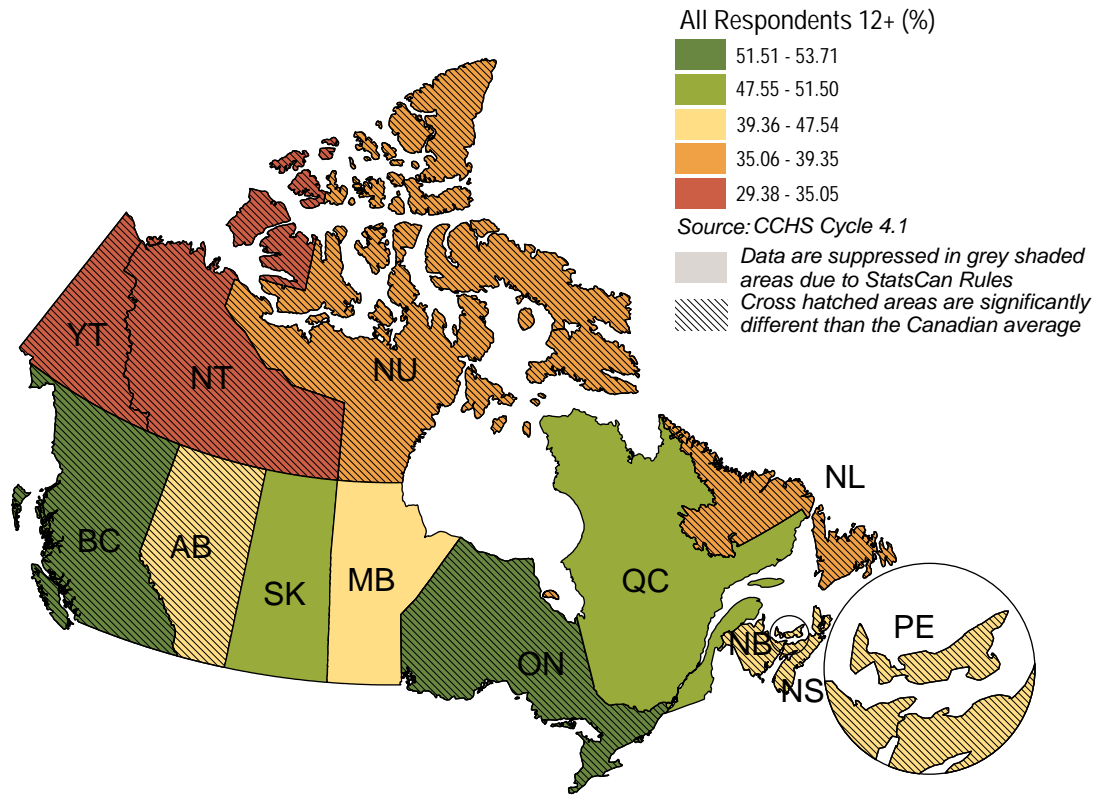 All Respondents 12+ (%)
51.51 - 53.71
47.55 - 51.50
39.36 - 47.54
35.06 - 39.35
29.38 - 35.05
Source: CCHS Cycle 4.1
Data are suppressed in grey shaded
areas due to StatsCan Rules
Cross hatched areas are significantly
different than the Canadian average
YT
NT
NU
NL
BC
AB
SK
MB
QC
ON
NB
NS
PE